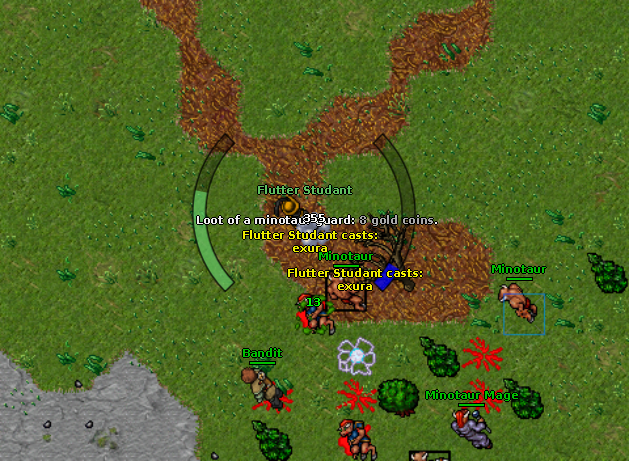 Flutter Studant
Loot of a minotaur guard: 8 gold coins.
355
Flutter Studant casts:
exura
Minotaur
Flutter Studant casts:
exura
Minotaur
13
Bandit
Minotaur Mage